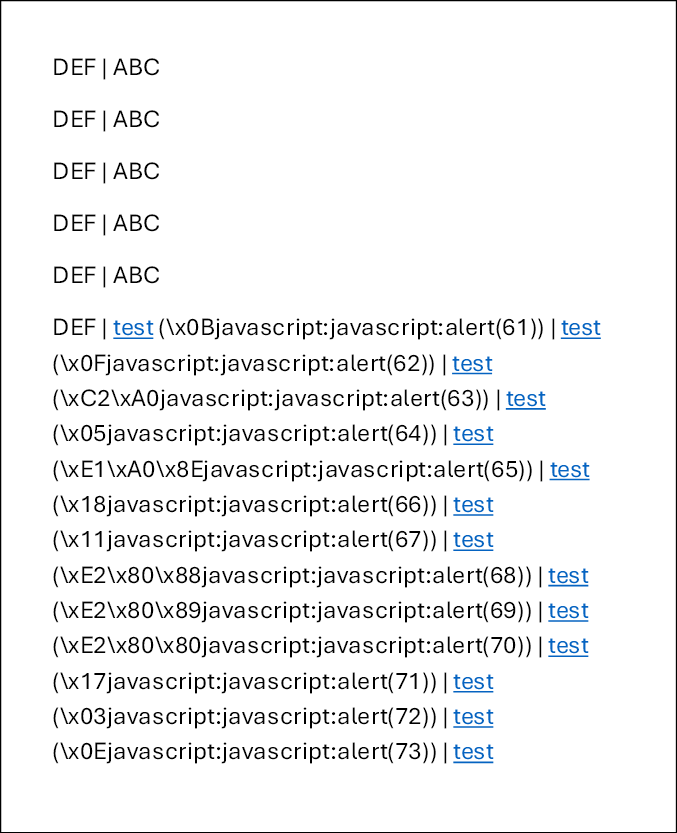 DEF | ABC
DEF | ABC
DEF | ABC
DEF | ABC
DEF | ABC
DEF | test (\x0Bjavascript:javascript:alert(61)) | test
(\x0Fjavascript:javascript:alert(62)) | test
(\xC2\xA0javascript:javascript:alert(63)) | test
(\x05javascript:javascript:alert(64)) | test
(\xE1\xA0\x8Ejavascript:javascript:alert(65)) | test
(\x18javascript:javascript:alert(66)) | test
(\x11javascript:javascript:alert(67)) | test
(\xE2\x80\x88javascript:javascript:alert(68)) | test
(\xE2\x80\x89javascript:javascript:alert(69)) | test
(\xE2\x80\x80javascript:javascript:alert(70)) | test
(\x17javascript:javascript:alert(71)) | test
(\x03javascript:javascript:alert(72)) | test
(\x0Ejavascript:javascript:alert(73)) | test